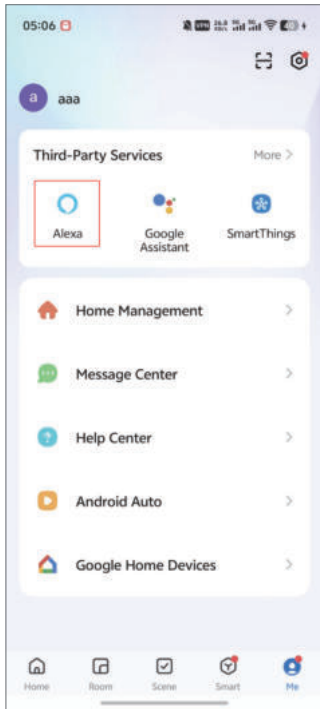 05:06
a aaa
Third-Party Services More >
Alexa
Google
Assistant
SmartThings
Home Management
Message Center
Help Center
Android Auto
Google Home Devices
Home Room Scene Smart Me